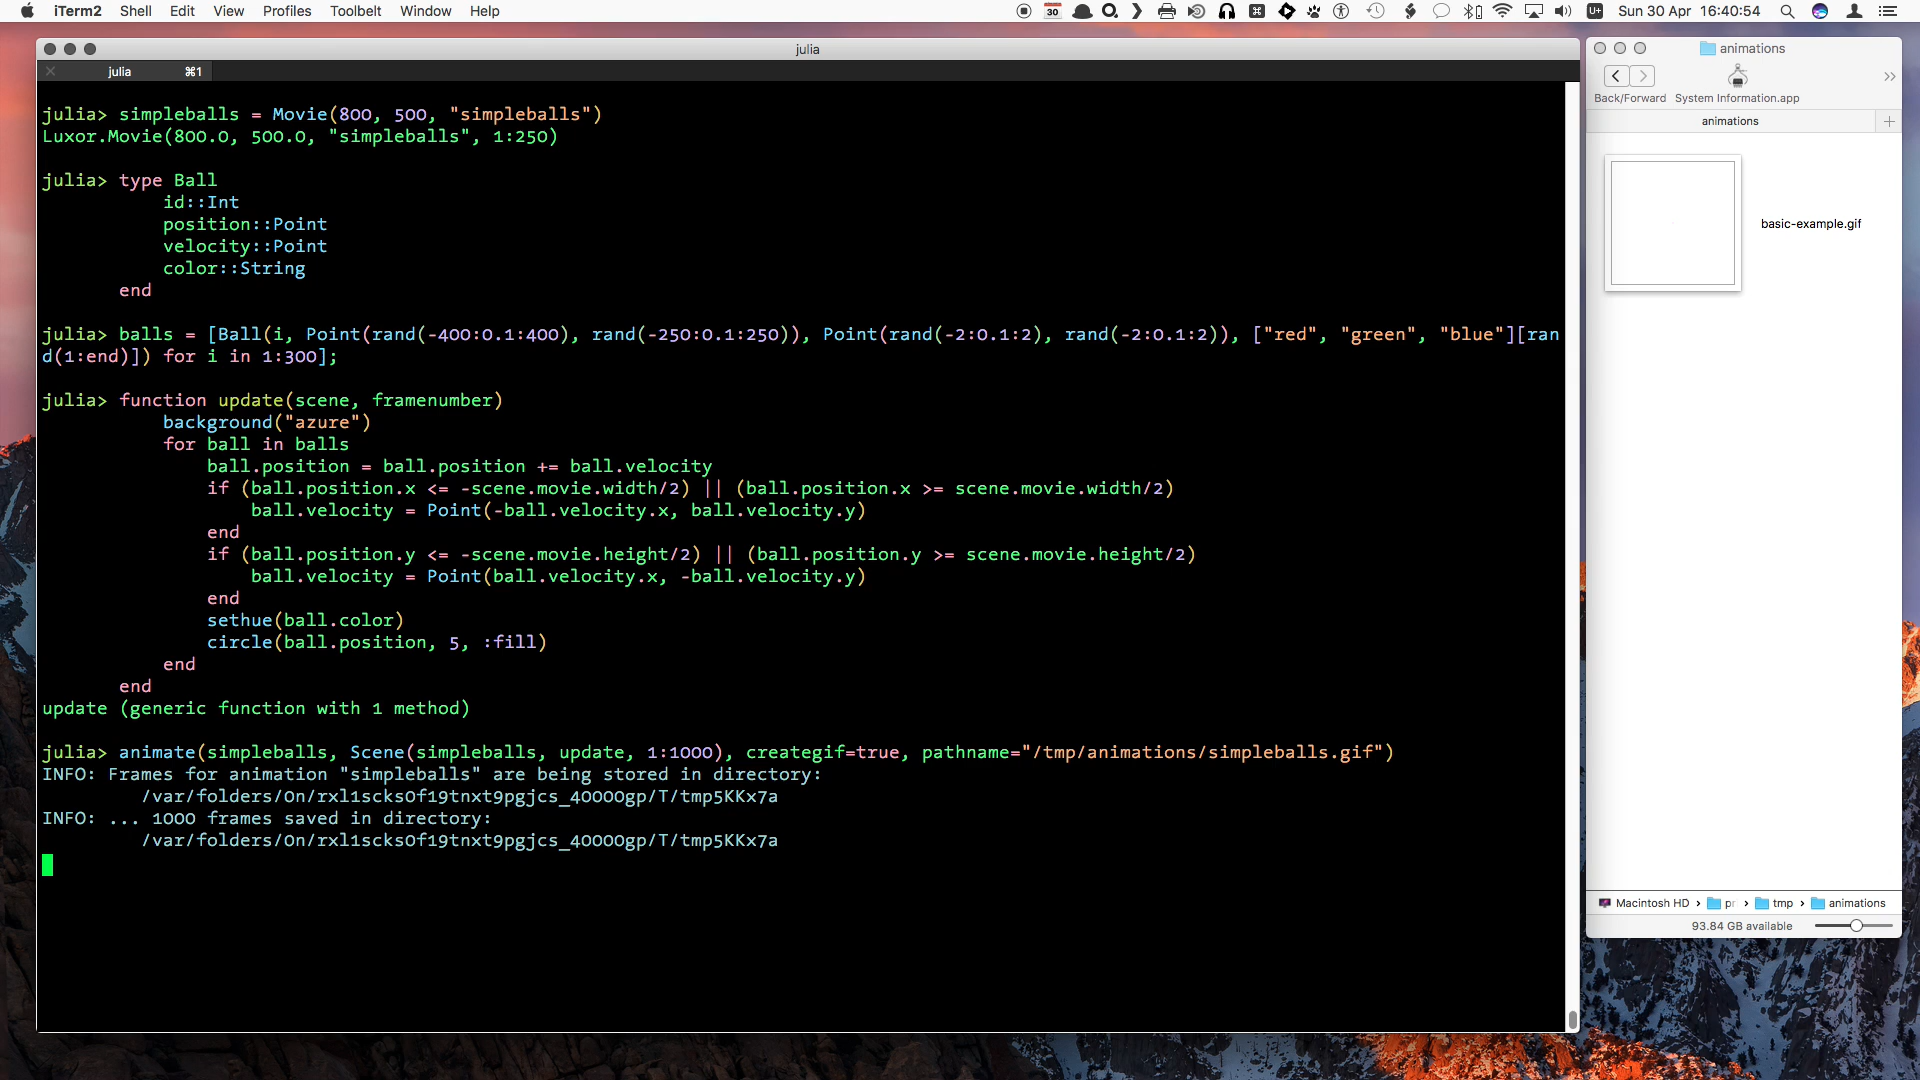 iTerm2 Shell Edit View Profiles Toolbelt Window Help 30 U+ Sun 30 Apr 16:40:54
julia
julia ⌘1
julia> simpleballs = Movie(800, 500, "simpleballs")
Luxor.Movie(800.0, 500.0, "simpleballs", 1:250)
julia> type Ball
id::Int
position::Point
velocity::Point
color::String
end
julia> balls = [Ball(i, Point(rand(-400:0.1:400), rand(-250:0.1:250)), Point(rand(-2:0.1:2), rand(-2:0.1:2)), ["red", "green", "blue"][ran
d(1:end)]) for i in 1:300];
julia> function update(scene, framenumber)
background("azure")
for ball in balls
ball.position = ball.position += ball.velocity
if (ball.position.x <= -scene.movie.width/2) || (ball.position.x >= scene.movie.width/2)
ball.velocity = Point(-ball.velocity.x, ball.velocity.y)
end
if (ball.position.y <= -scene.movie.height/2) || (ball.position.y >= scene.movie.height/2)
ball.velocity = Point(ball.velocity.x, -ball.velocity.y)
end
sethue(ball.color)
circle(ball.position, 5, :fill)
end
end
update (generic function with 1 method)
julia> animate(simpleballs, Scene(simpleballs, update, 1:1000), creategif=true, pathname="/tmp/animations/simpleballs.gif")
INFO: Frames for animation "simpleballs" are being stored in directory:
/var/folders/0n/rxl1scks0f19tnxt9pgjcs_40000gp/T/tmp5KKx7a
INFO: ... 1000 frames saved in directory:
/var/folders/0n/rxl1scks0f19tnxt9pgjcs_40000gp/T/tmp5KKx7a
animations
Back/Forward System Information.app
animations
basic-example.gif
Macintosh HD › pr › tmp › animations
93.84 GB available